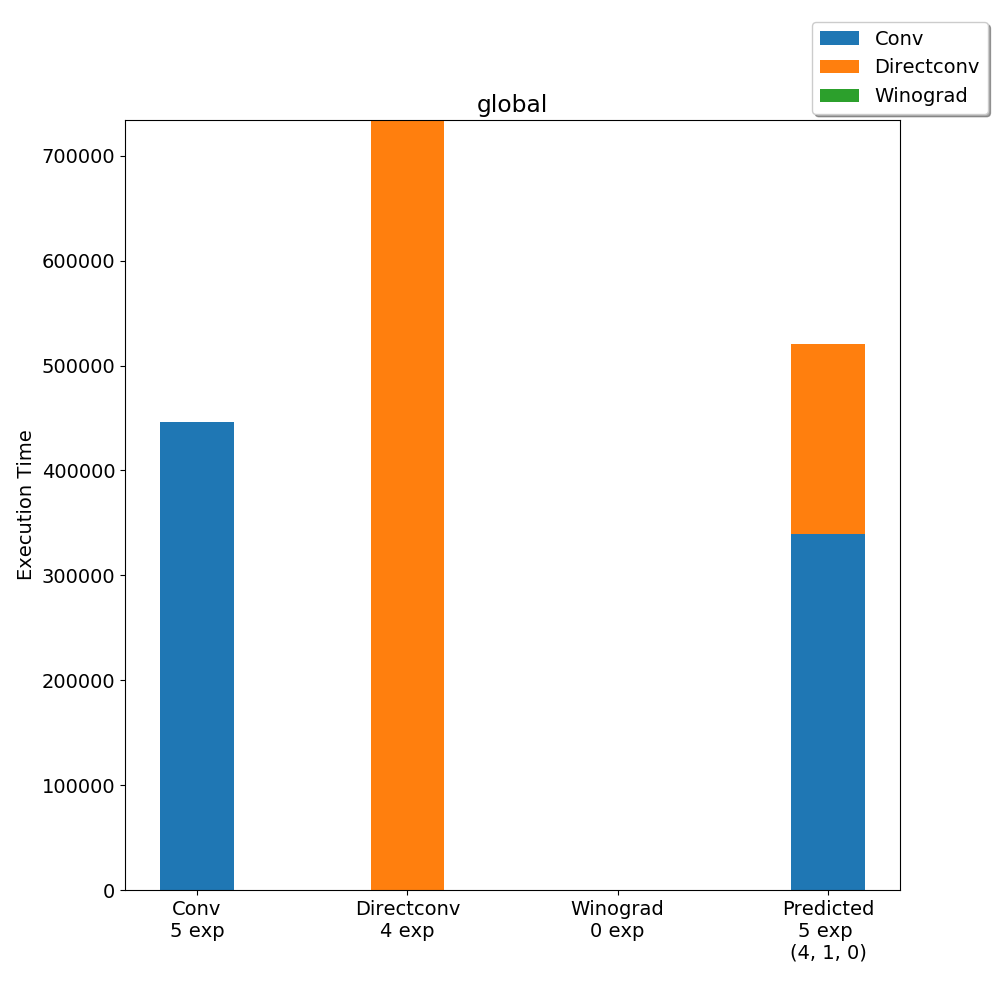 Conv
Directconv
Winograd
global
700000
600000
500000
400000
300000
200000
100000
0
Execution Time
Conv
5 exp
Directconv
4 exp
Winograd
0 exp
Predicted
5 exp
(4, 1, 0)